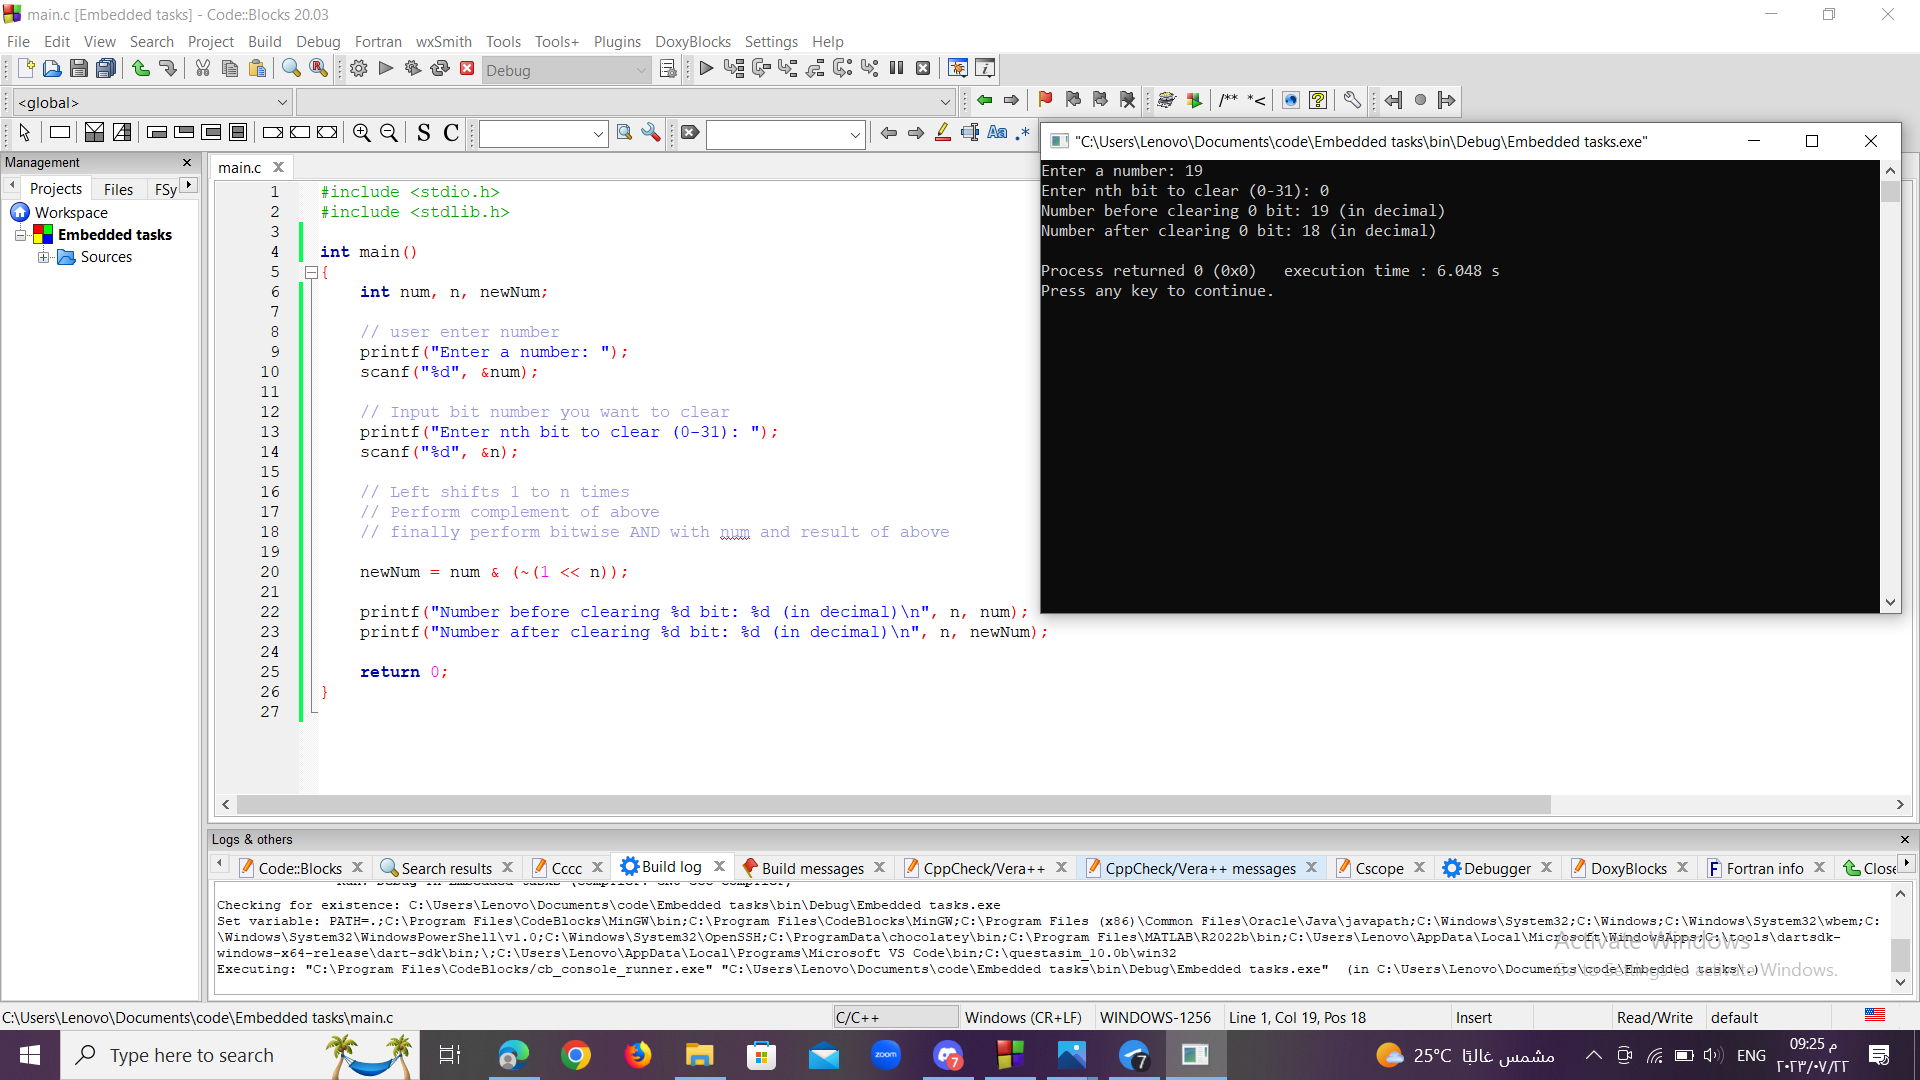 main.c [Embedded tasks] - Code::Blocks 20.03
File Edit View Search Project Build Debug Fortran wxSmith Tools Tools+ Plugins DoxyBlocks Settings Help
Debug
<global>
/** *<
S C
Aa .*
Management
Projects Files FSy
Workspace
Embedded tasks
Sources
main.c
1 #include <stdio.h>
2 #include <stdlib.h>
3
4 int main()
5 {
6 int num, n, newNum;
7
8 // user enter number
9 printf("Enter a number: ");
10 scanf("%d", &num);
11
12 // Input bit number you want to clear
13 printf("Enter nth bit to clear (0-31): ");
14 scanf("%d", &n);
15
16 // Left shifts 1 to n times
17 // Perform complement of above
18 // finally perform bitwise AND with num and result of above
19
20 newNum = num & (~(1 << n));
21
22 printf("Number before clearing %d bit: %d (in decimal)\n", n, num);
23 printf("Number after clearing %d bit: %d (in decimal)\n", n, newNum);
24
25 return 0;
26 }
27
"C:\Users\Lenovo\Documents\code\Embedded tasks\bin\Debug\Embedded tasks.exe"
Enter a number: 19
Enter nth bit to clear (0-31): 0
Number before clearing 0 bit: 19 (in decimal)
Number after clearing 0 bit: 18 (in decimal)
Process returned 0 (0x0) execution time : 6.048 s
Press any key to continue.
Logs & others
Code::Blocks Search results Cccc Build log Build messages CppCheck/Vera++ CppCheck/Vera++ messages Cscope Debugger DoxyBlocks Fortran info Close
Checking for existence: C:\Users\Lenovo\Documents\code\Embedded tasks\bin\Debug\Embedded tasks.exe
Set variable: PATH=.;C:\Program Files\CodeBlocks\MinGW\bin;C:\Program Files\CodeBlocks\MinGW;C:\Program Files (x86)\Common Files\Oracle\Java\javapath;C:\Windows\System32;C:\Windows;C:\Windows\System32\wbem;C:
\Windows\System32\WindowsPowerShell\v1.0;C:\Windows\System32\OpenSSH;C:\ProgramData\chocolatey\bin;C:\Program Files\MATLAB\R2022b\bin;C:\Users\Lenovo\AppData\Local\Microsoft\WindowsApps;C:\tools\dartsdk-
windows-x64-release\dart-sdk\bin;\;C:\Users\Lenovo\AppData\Local\Programs\Microsoft VS Code\bin;C:\questasim_10.0b\win32
Executing: "C:\Program Files\CodeBlocks/cb_console_runner.exe" "C:\Users\Lenovo\Documents\code\Embedded tasks\bin\Debug\Embedded tasks.exe" (in C:\Users\Lenovo\Documents\code\Embedded tasks\.)
Activate Windows
Go to Settings to activate Windows.
C:\Users\Lenovo\Documents\code\Embedded tasks\main.c C/C++ Windows (CR+LF) WINDOWS-1256 Line 1, Col 19, Pos 18 Insert Read/Write default
Type here to search zoom 7 7 25°C مشمس غالبًا ENG 09:25 م
٢٠٢٣/٠٧/٢٢